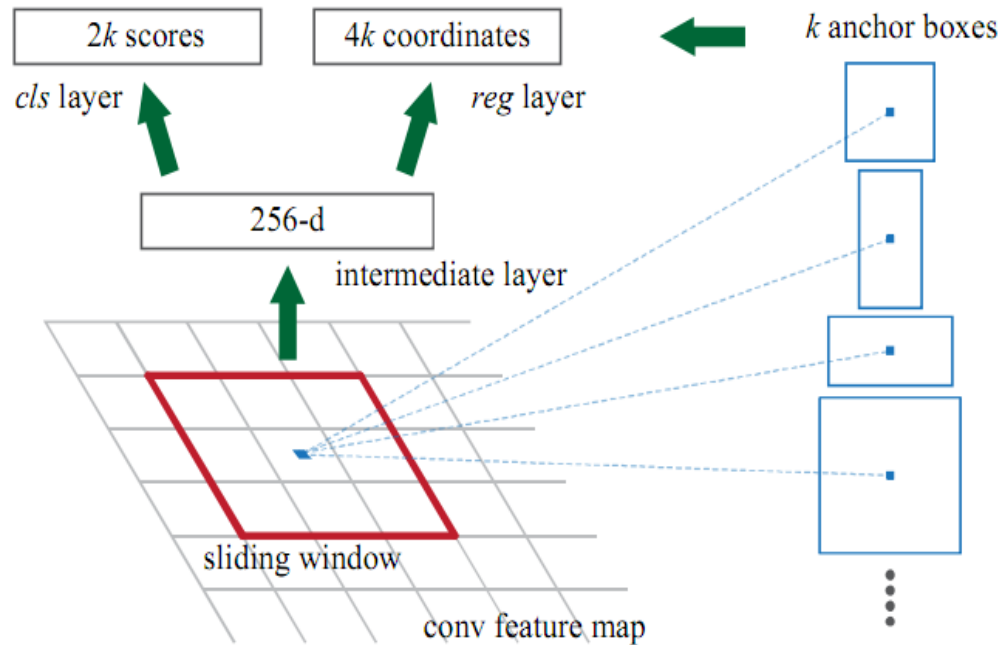 2k scores
4k coordinates
k anchor boxes
cls layer
reg layer
256-d
intermediate layer
sliding window
conv feature map